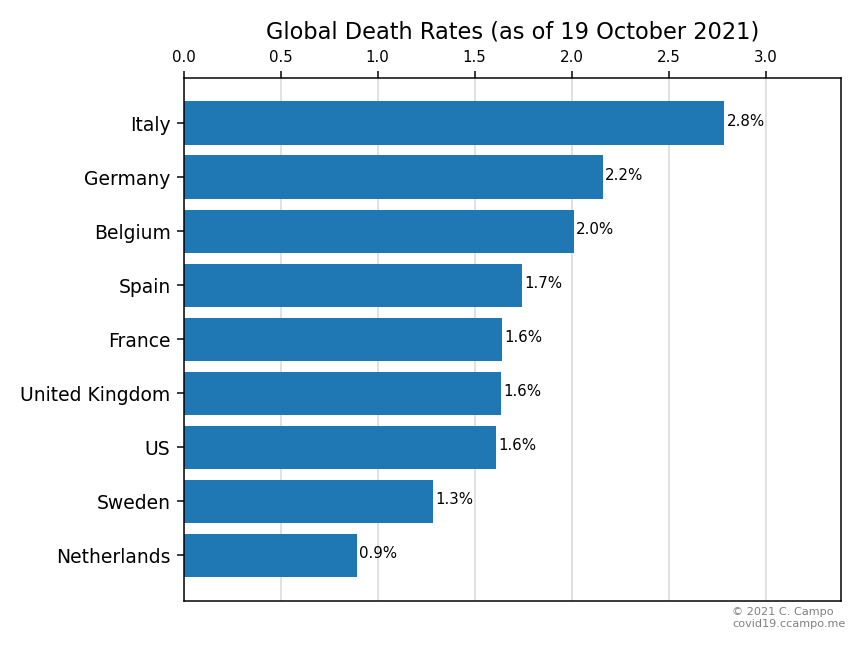 Global Death Rates (as of 19 October 2021)
0.0 0.5 1.0 1.5 2.0 2.5 3.0
Italy 2.8%
Germany 2.2%
Belgium 2.0%
Spain 1.7%
France 1.6%
United Kingdom 1.6%
US 1.6%
Sweden 1.3%
Netherlands 0.9%
© 2021 C. Campo
covid19.ccampo.me